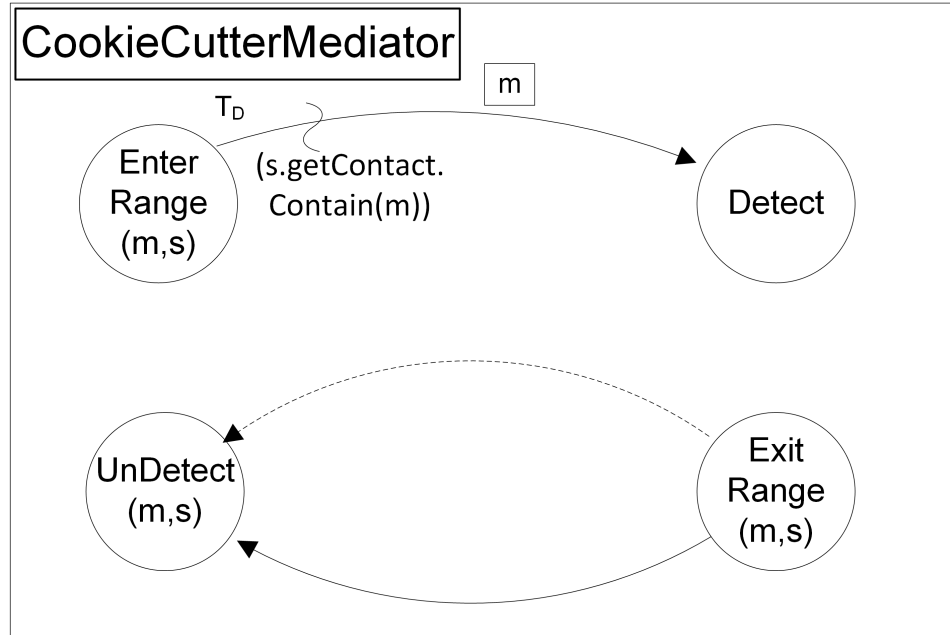 CookieCutterMediator
m
T_D
Enter
Range
(m,s)
(s.getContact.
Contain(m))
Detect
UnDetect
(m,s)
Exit
Range
(m,s)